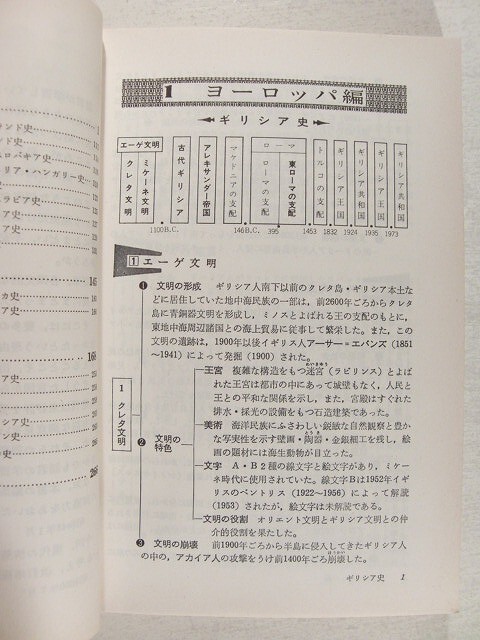 1 ヨーロッパ編
ギリシア史
エーゲ文明
クレタ文明
ミケーネ文明
古代ギリシア
アレキサンダー帝国
マケドニアの支配
ローマ
ローマの支配
東ローマの支配
トルコの支配
ギリシア王国
ギリシア共和国
ギリシア王国
ギリシア共和国
1100B.C. 146B.C. 395 1453 1832 1924 1935 1973
1 エーゲ文明
1 クレタ文明
❶ 文明の形成 ギリシア人南下以前のクレタ島・ギリシア本土な
どに居住していた地中海民族の一部は，前2600年ごろからクレタ
島に青銅器文明を形成し，ミノスとよばれる王の支配のもとに，
東地中海周辺諸国との海上貿易に従事して繁栄した。また，この
文明の遺跡は，1900年以後イギリス人アーサー＝エバンズ（1851
～1941）によって発掘（1900）された。
❷ 文明の
特色
王宮 複雑な構造をもつ迷宮（ラビリンス）とよば
れた王宮は都市の中にあって城壁もなく，人民と
王との平和な関係を示し，また，宮殿はすぐれた
排水・採光の設備をもつ石造建築であった。
美術 海洋民族にふさわしい鋭敏な自然観察と豊か
な写実性を示す壁画・陶器・金銀細工を残し，絵
画の題材には海生動物が目立った。
文字 A・B2種の線文字と絵文字があり，ミケー
ネ時代に使用されていた。線文字Bは1952年イギ
リスのベントリス（1922～1956）によって解読
（1953）されたが，絵文字は未解読である。
文明の役割 オリエント文明とギリシア文明との仲
介的役割を果たした。
❸ 文明の崩壊 前1900年ごろから半島に侵入してきたギリシア人
の中の，アカイア人の攻撃をうけ前1400年ごろ崩壊した。
ギリシア史 1